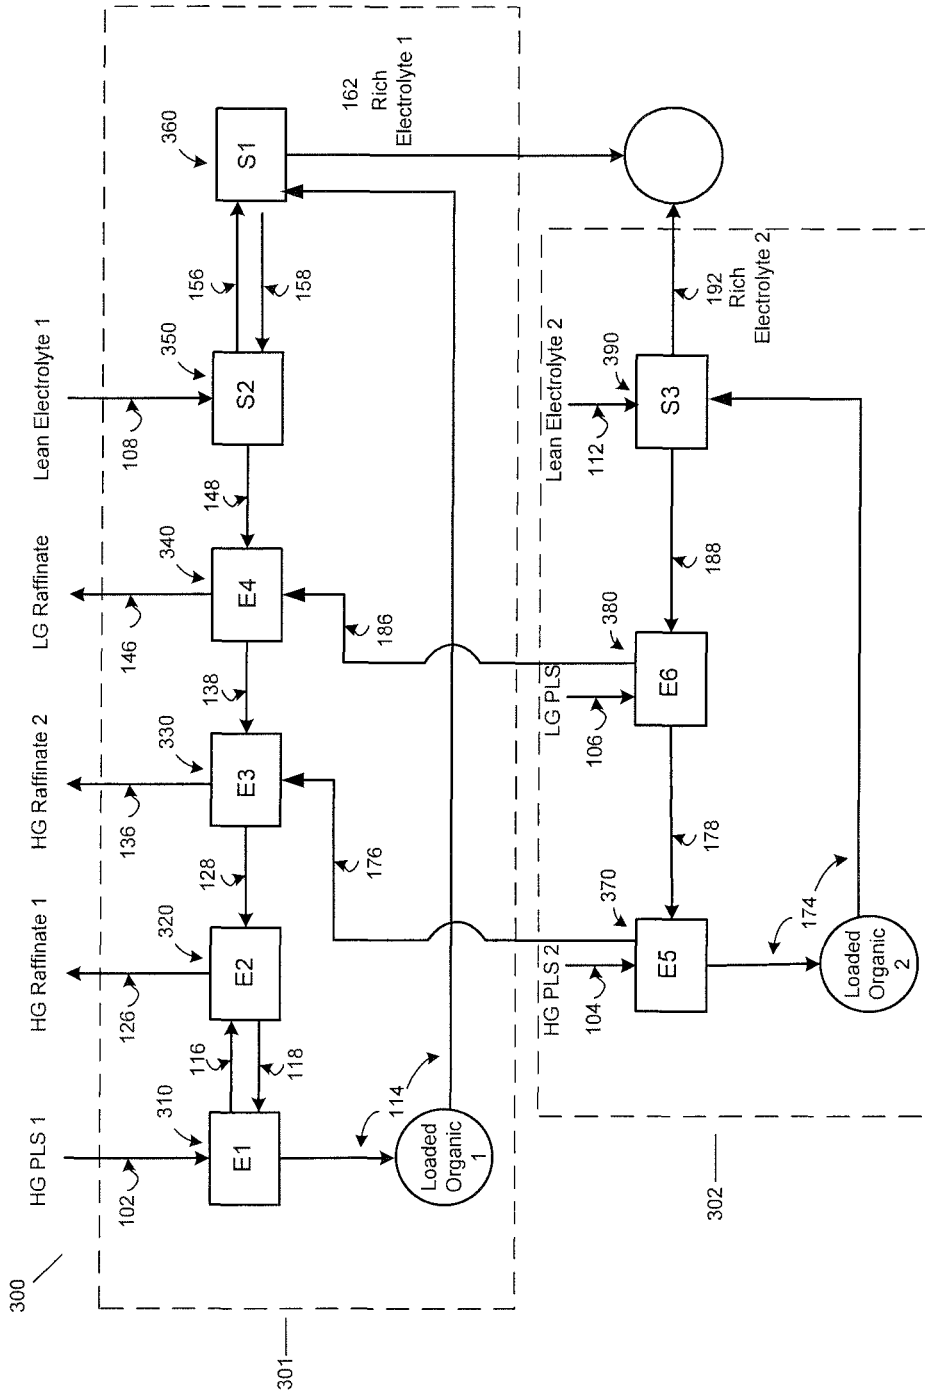 300
301
302
HG PLS 1
HG Raffinate 1
HG Raffinate 2
LG Raffinate
Lean Electrolyte 1
102
126
136
146
108
310
320
330
340
350
360
E1
E2
E3
E4
S2
S1
116
118
128
138
148
156
158
162
Rich
Electrolyte 1
114
Loaded
Organic
1
176
186
HG PLS 2
LG PLS
Lean Electrolyte 2
104
106
112
370
380
390
E5
E6
S3
178
188
192
Rich
Electrolyte 2
174
Loaded
Organic
2